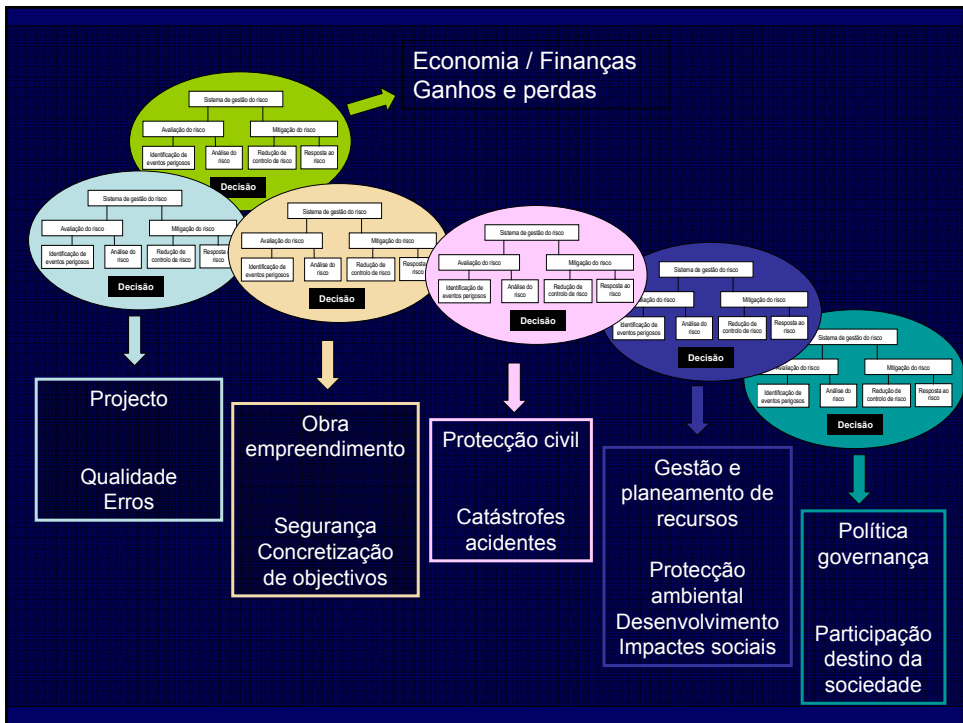 Economia / Finanças
Ganhos e perdas
Sistema de gestão do risco
Avaliação do risco
Mitigação do risco
Identificação de
eventos perigosos
Análise do
risco
Redução de
controlo de risco
Resposta ao
risco
Decisão
Sistema de gestão do risco
Avaliação do risco
Mitigação do risco
Identificação de
eventos perigosos
Análise do
risco
Redução de
controlo de risco
Resposta ao
risco
Decisão
Sistema de gestão do risco
Avaliação do risco
Mitigação do risco
Identificação de
eventos perigosos
Análise do
risco
Redução de
controlo de risco
Resposta
risco
Decisão
Sistema de gestão do risco
Avaliação do risco
Mitigação do risco
Identificação de
eventos perigosos
Análise do
risco
Redução de
controlo de risco
Resposta ao
risco
Decisão
Sistema de gestão do risco
do risco
Mitigação do risco
Identificação de
eventos perigosos
Análise do
risco
Redução de
controlo de risco
Resposta ao
risco
Decisão
Sistema de gestão do risco
Avaliação do risco
Mitigação do risco
Identificação de
eventos perigosos
Análise do
risco
Redução de
controlo de risco
Resposta ao
risco
Decisão
Projecto
Qualidade
Erros
Obra
empreendimento
Segurança
Concretização
de objectivos
Protecção civil
Catástrofes
acidentes
Gestão e
planeamento de
recursos
Protecção
ambiental
Desenvolvimento
Impactes sociais
Política
governança
Participação
destino da
sociedade